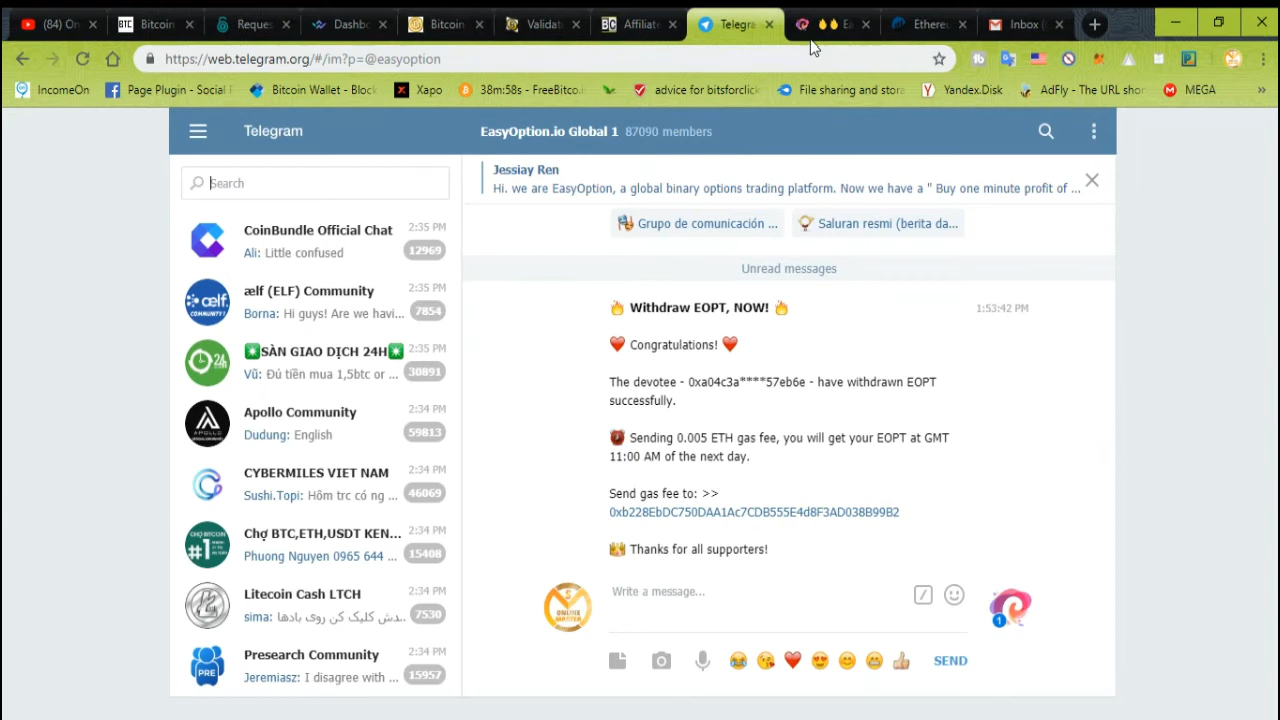 (84) On
Bitcoin
Reques
Dashb
Bitcoin
Validat
Affiliate
Telegra
Ea
Ethereu
Inbox (
https://web.telegram.org/#/im?p=@easyoption
IncomeOn
Page Plugin - Social
Bitcoin Wallet - Block
Xapo
38m:58s - FreeBitco.i
advice for bitsforclick
File sharing and stora
Yandex.Disk
AdFly - The URL shor
MEGA
»
Telegram
EasyOption.io Global 1 87090 members
Search
Jessiay Ren
Hi. we are EasyOption, a global binary options trading platform. Now we have a " Buy one minute profit of ...
Grupo de comunicación ...
Saluran resmi (berita da...
Unread messages
CoinBundle Official Chat 2:35 PM
Ali: Little confused 12969
ælf (ELF) Community 2:35 PM
Borna: Hi guys! Are we havi... 7854
SÀN GIAO DỊCH 24H 2:35 PM
Vũ: Đủ tiền mua 1,5btc or ... 30891
Apollo Community 2:34 PM
Dudung: English 59813
CYBERMILES VIET NAM 2:34 PM
Sushi.Topi: Hôm trc có ng ... 46069
Chợ BTC,ETH,USDT KEN... 2:34 PM
Phuong Nguyen 0965 644 ... 15408
Litecoin Cash LTCH 2:34 PM
sima: دش کلیک کن روی بادها... 7530
Presearch Community 2:34 PM
Jeremiasz: I disagree with ... 15957
🔥 Withdraw EOPT, NOW! 🔥 1:53:42 PM
❤️ Congratulations! ❤️
The devotee - 0xa04c3a****57eb6e - have withdrawn EOPT
successfully.
Sending 0.005 ETH gas fee, you will get your EOPT at GMT
11:00 AM of the next day.
Send gas fee to: >>
0xb228EbDC750DAA1Ac7CDB555E4d8F3AD038B99B2
Thanks for all supporters!
Write a message...
SEND
1